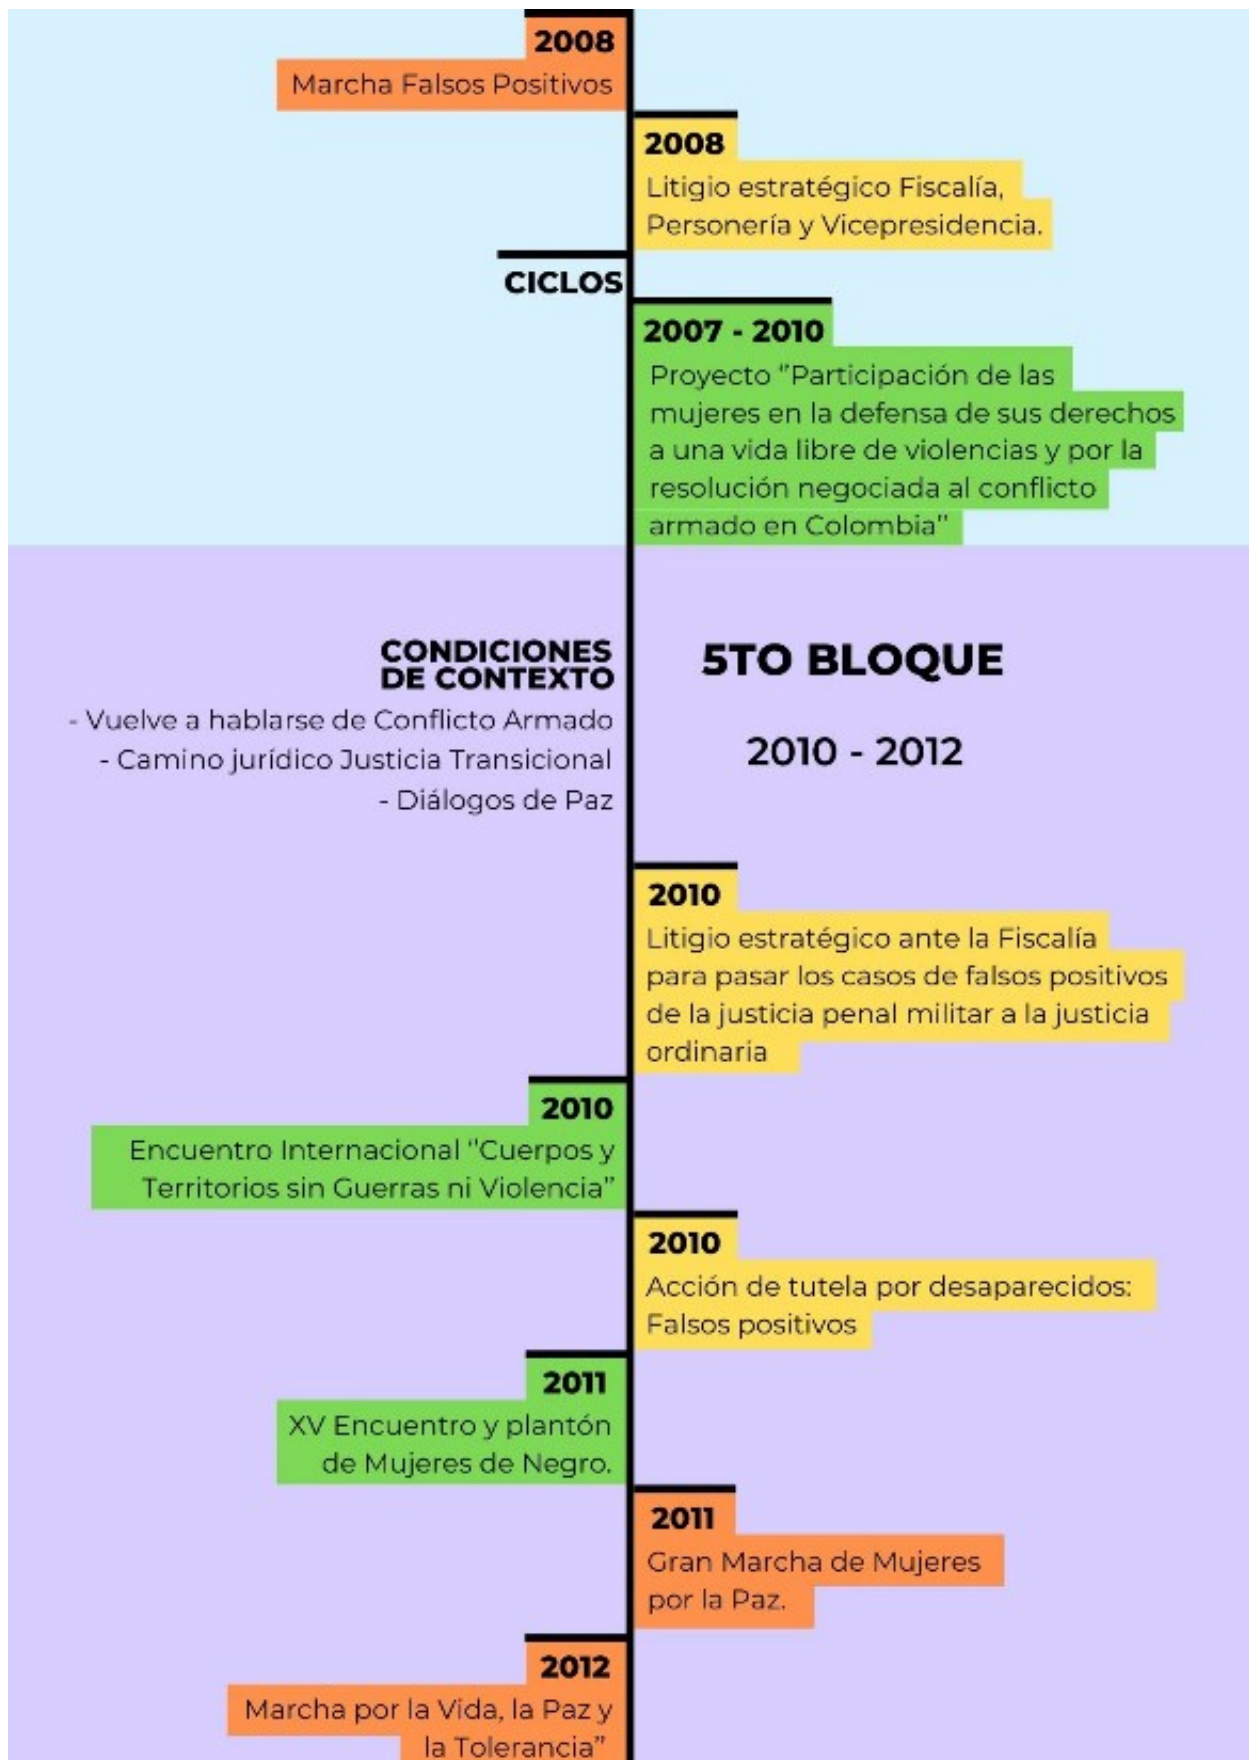 2008
Marcha Falsos Positivos
2008
Litigio estratégico Fiscalía,
Personería y Vicepresidencia.
CICLOS
2007 - 2010
Proyecto "Participación de las
mujeres en la defensa de sus derechos
a una vida libre de violencias y por la
resolución negociada al conflicto
armado en Colombia"
CONDICIONES
DE CONTEXTO
- Vuelve a hablarse de Conflicto Armado
- Camino jurídico Justicia Transicional
- Diálogos de Paz
5TO BLOQUE
2010 - 2012
2010
Litigio estratégico ante la Fiscalía
para pasar los casos de falsos positivos
de la justicia penal militar a la justicia
ordinaria
2010
Encuentro Internacional "Cuerpos y
Territorios sin Guerras ni Violencia"
2010
Acción de tutela por desaparecidos:
Falsos positivos
2011
XV Encuentro y plantón
de Mujeres de Negro.
2011
Gran Marcha de Mujeres
por la Paz.
2012
Marcha por la Vida, la Paz y
la Tolerancia"